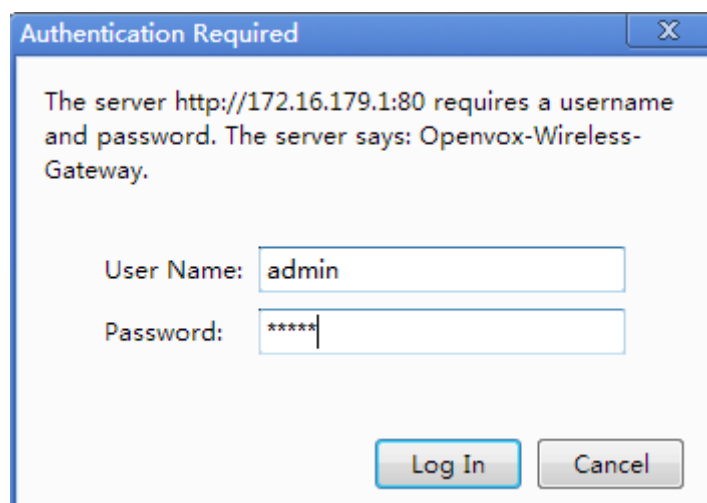 Authentication Required
The server http://172.16.179.1:80 requires a username
and password. The server says: Openvox-Wireless-
Gateway.
User Name: admin
Password: *****
Log In Cancel